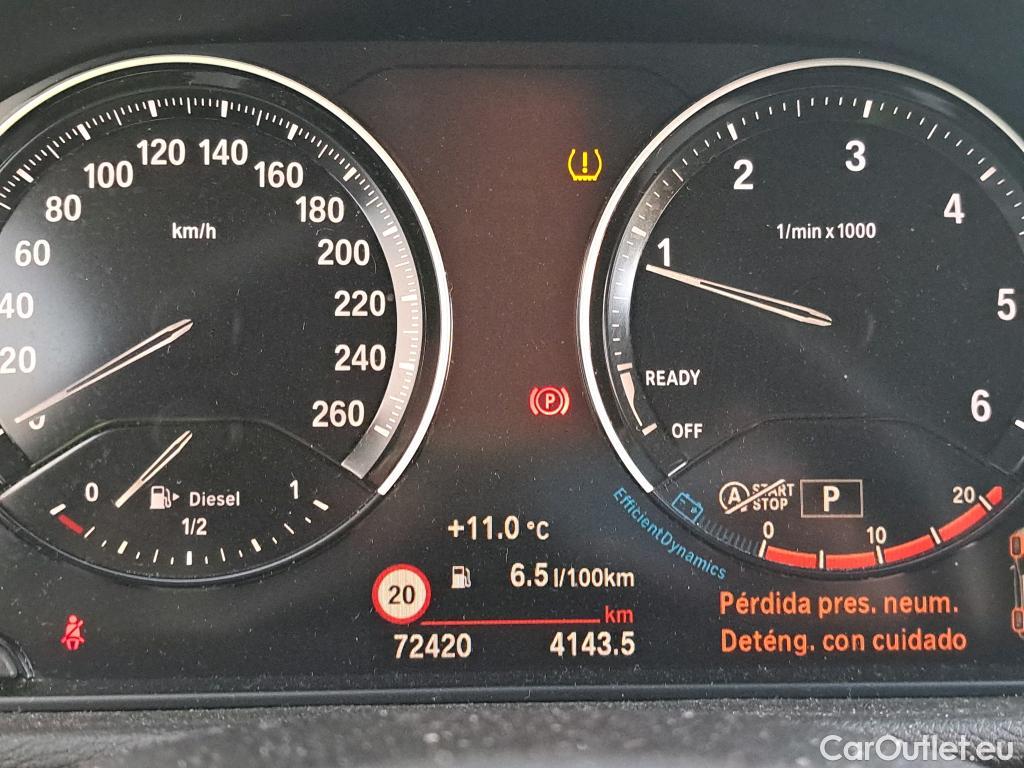 20
40
60
80
100
120
140
160
180
200
220
240
260
km/h
0
1
Diesel
1/2
+11.0 °C
6.5 l/100km
20
km
72420
4143.5
1
2
3
4
5
6
1/min x 1000
READY
OFF
P
A
START
STOP
P
0
10
20
EfficientDynamics
Pérdida pres. neum.
Deténg. con cuidado
CarOutlet.eu